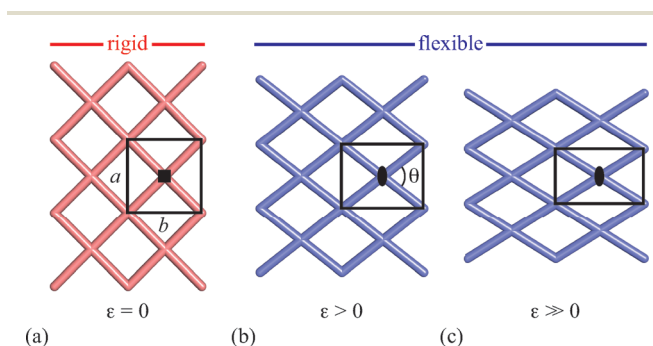 rigid
flexible
a
b
θ
ε = 0
ε > 0
ε ≫ 0
(a)
(b)
(c)